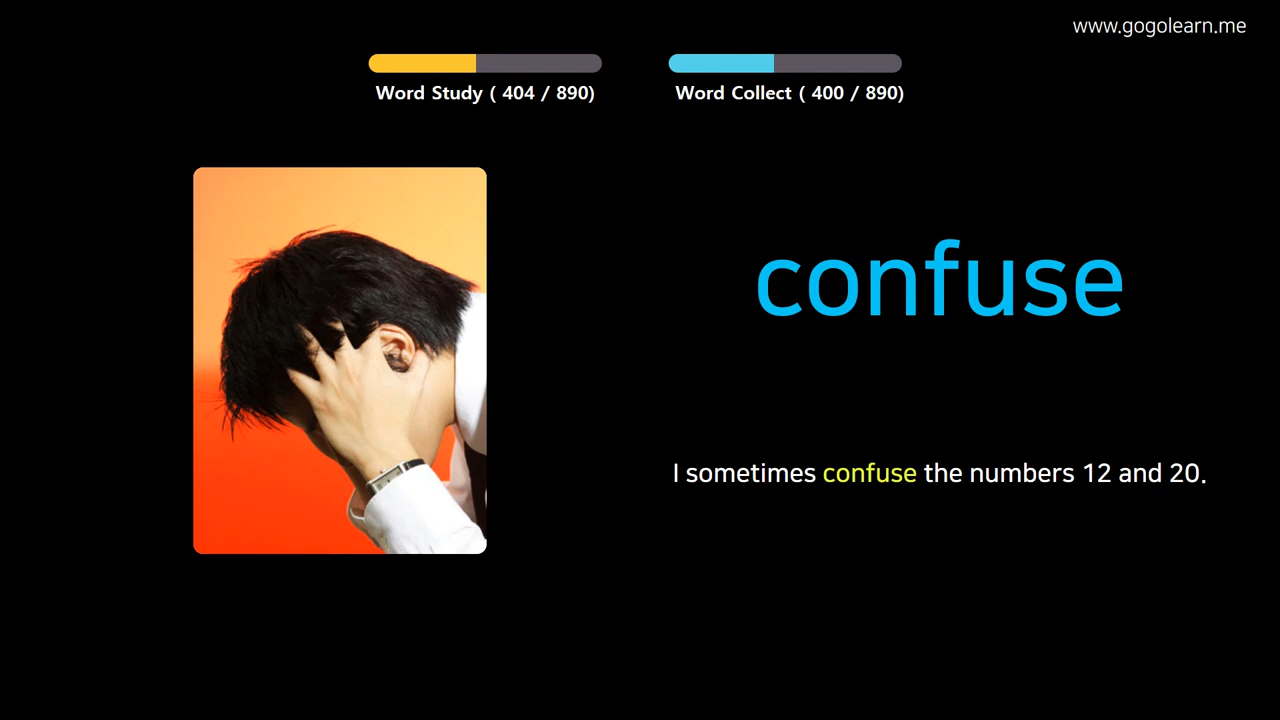 www.gogolearn.me
Word Study ( 404 / 890)
Word Collect ( 400 / 890)
confuse
I sometimes confuse the numbers 12 and 20.